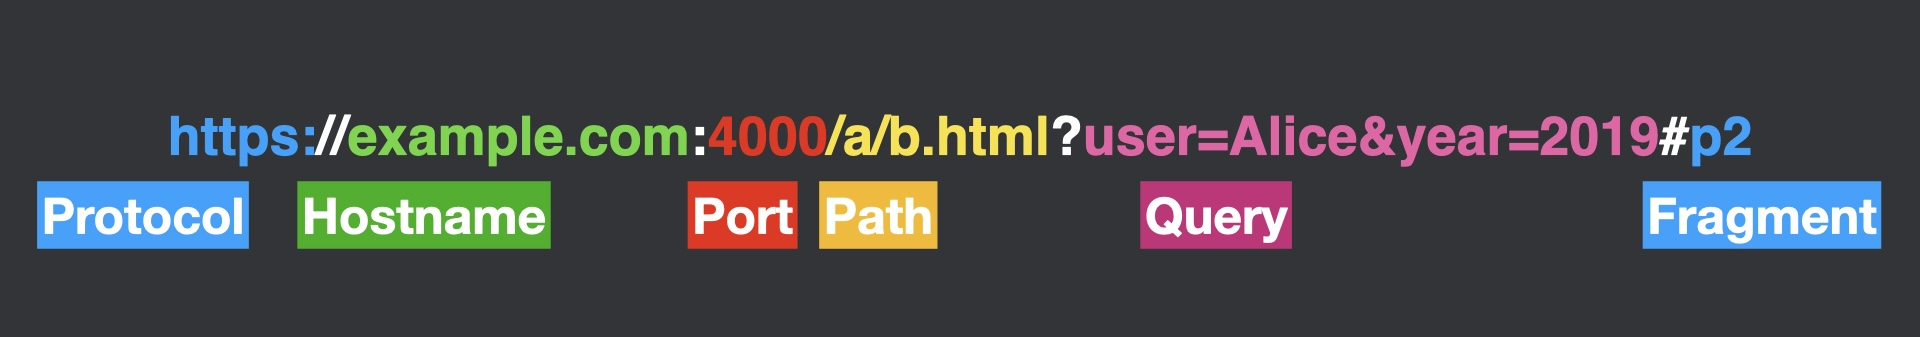 https://example.com:4000/a/b.html?user=Alice&year=2019#p2
Protocol Hostname Port Path Query Fragment